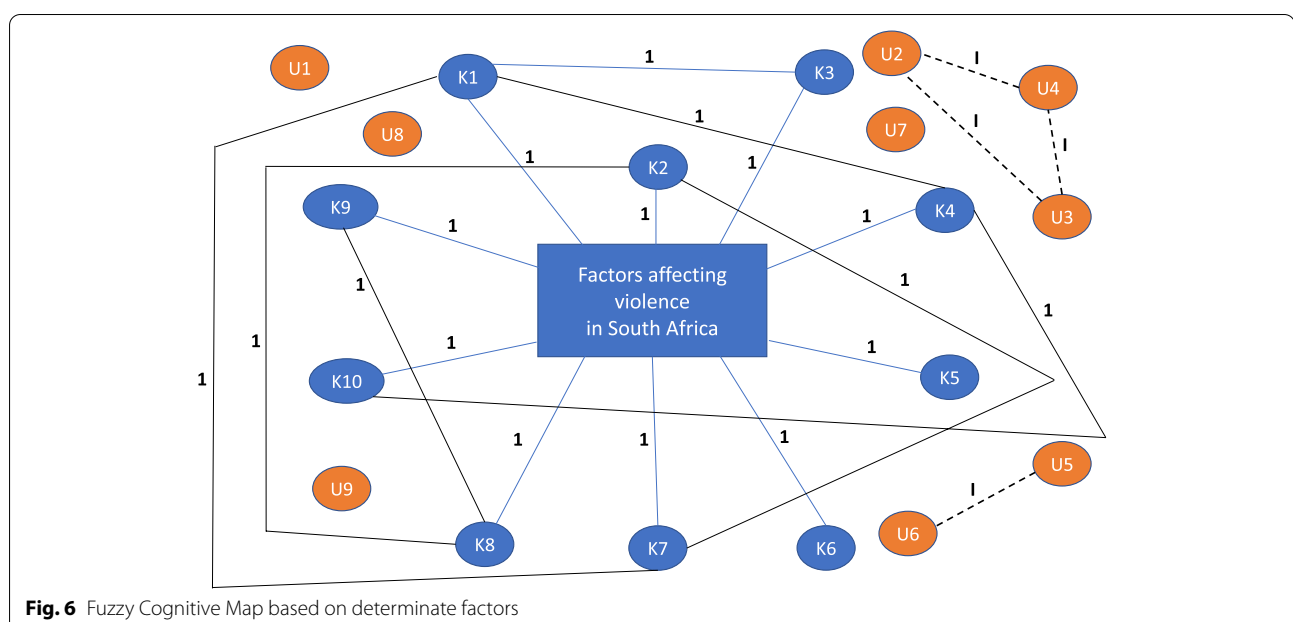 U1
K1
1
K3
U2
I
U4
U8
1
U7
I
I
1
K2
1
K9
1
1
1
K4
U3
Factors affecting
violence
in South Africa
1
1
1
1
1
K10
1
1
K5
U9
1
1
1
U5
I
U6
K8
K7
K6
Fig. 6 Fuzzy Cognitive Map based on determinate factors